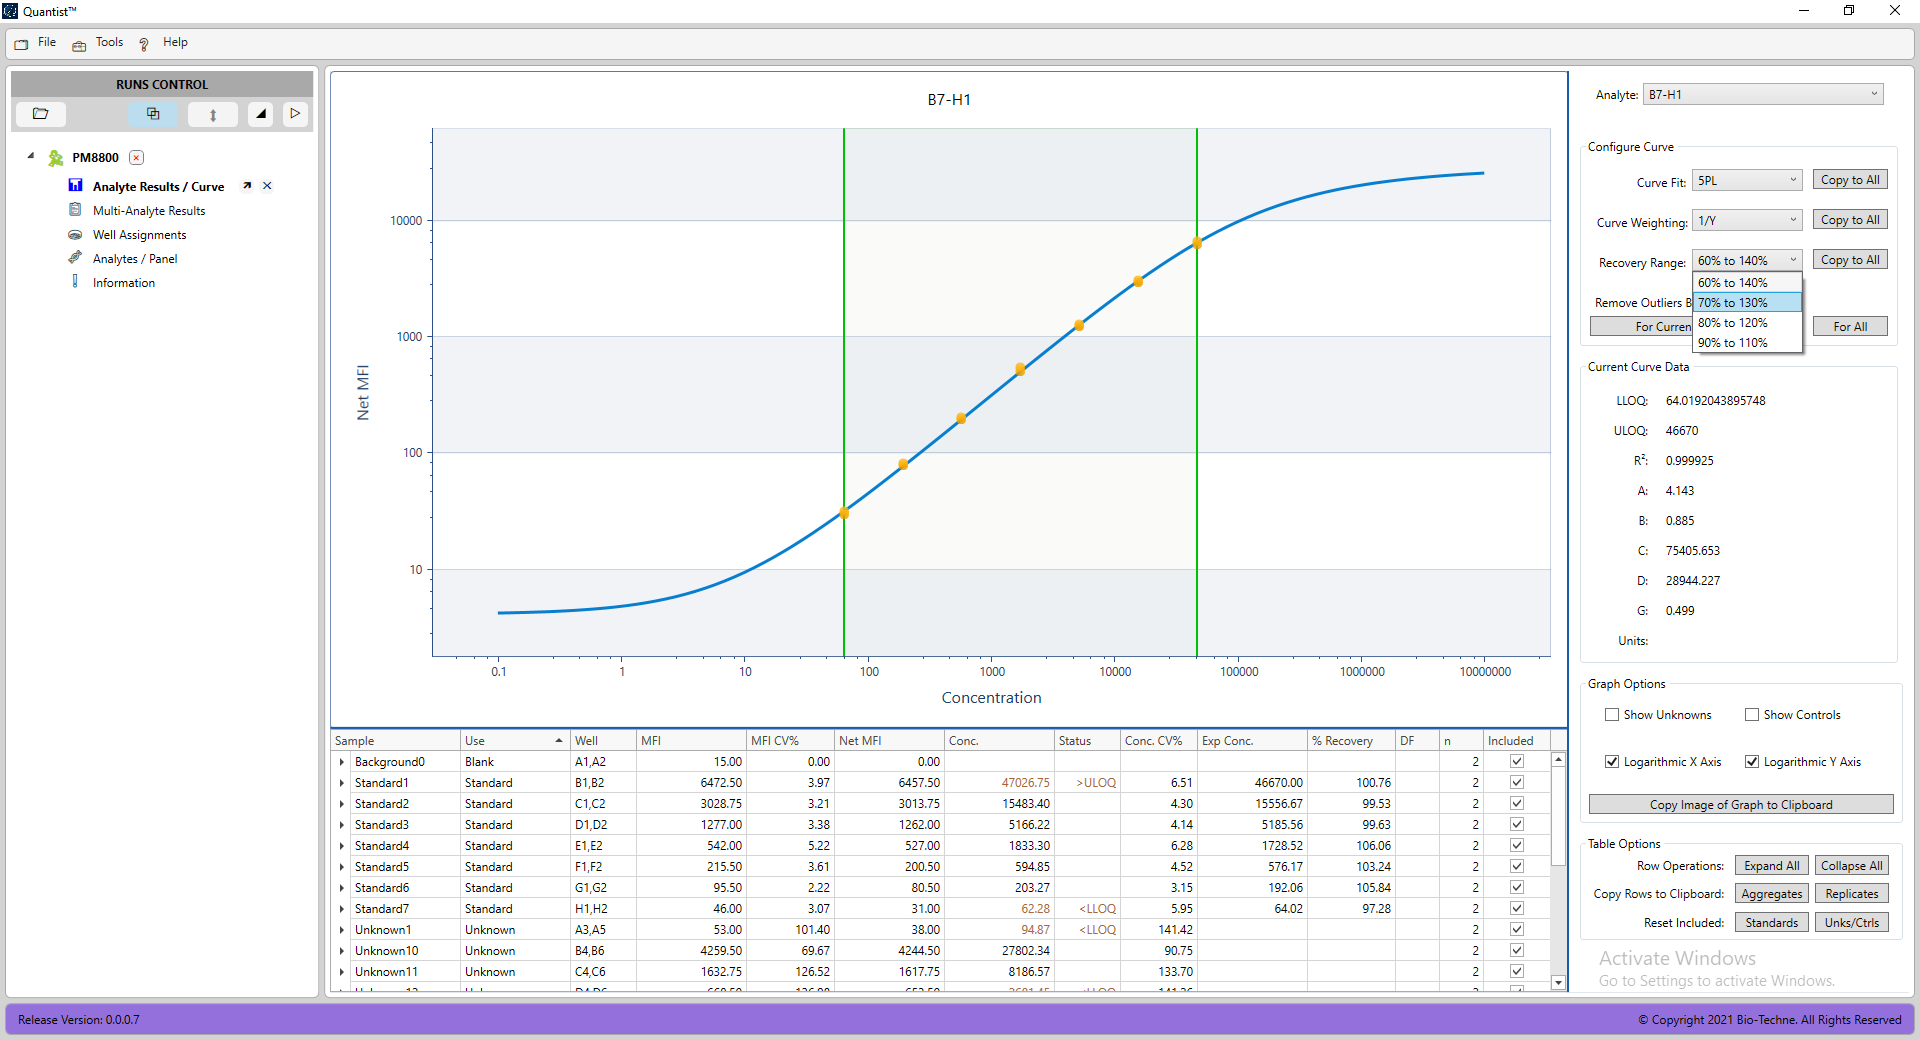 Quantist™
File Tools ? Help
RUNS CONTROL
PM8800
Analyte Results / Curve
Multi-Analyte Results
Well Assignments
Analytes / Panel
Information
B7-H1
Net MFI
10000
1000
100
10
0.1 1 10 100 1000 10000 100000 1000000 10000000
Concentration
Sample Use Well MFI MFI CV% Net MFI Conc. Status Conc. CV% Exp Conc. % Recovery DF n Included
Background0 Blank A1,A2 15.00 0.00 0.00 2
Standard1 Standard B1,B2 6472.50 3.97 6457.50 47026.75 >ULOQ 6.51 46670.00 100.76 2
Standard2 Standard C1,C2 3028.75 3.21 3013.75 15483.40 4.30 15556.67 99.53 2
Standard3 Standard D1,D2 1277.00 3.38 1262.00 5166.22 4.14 5185.56 99.63 2
Standard4 Standard E1,E2 542.00 5.22 527.00 1833.30 6.28 1728.52 106.06 2
Standard5 Standard F1,F2 215.50 3.61 200.50 594.85 4.52 576.17 103.24 2
Standard6 Standard G1,G2 95.50 2.22 80.50 203.27 3.15 192.06 105.84 2
Standard7 Standard H1,H2 46.00 3.07 31.00 62.28 <LLOQ 5.95 64.02 97.28 2
Unknown1 Unknown A3,A5 53.00 101.40 38.00 94.87 <LLOQ 141.42 2
Unknown10 Unknown B4,B6 4259.50 69.67 4244.50 27802.34 90.75 2
Unknown11 Unknown C4,C6 1632.75 126.52 1617.75 8186.57 133.70 2
Analyte: B7-H1
Configure Curve
Curve Fit: 5PL Copy to All
Curve Weighting: 1/Y Copy to All
Recovery Range: 60% to 140% Copy to All
60% to 140%
Remove Outliers B 70% to 130%
80% to 120%
For Curren For All
90% to 110%
Current Curve Data
LLOQ: 64.0192043895748
ULOQ: 46670
R²: 0.999925
A: 4.143
B: 0.885
C: 75405.653
D: 28944.227
G: 0.499
Units:
Graph Options
Show Unknowns Show Controls
Logarithmic X Axis Logarithmic Y Axis
Copy Image of Graph to Clipboard
Table Options
Row Operations: Expand All Collapse All
Copy Rows to Clipboard: Aggregates Replicates
Reset Included: Standards Unks/Ctrls
Activate Windows
Go to Settings to activate Windows.
Release Version: 0.0.0.7
© Copyright 2021 Bio-Techne. All Rights Reserved